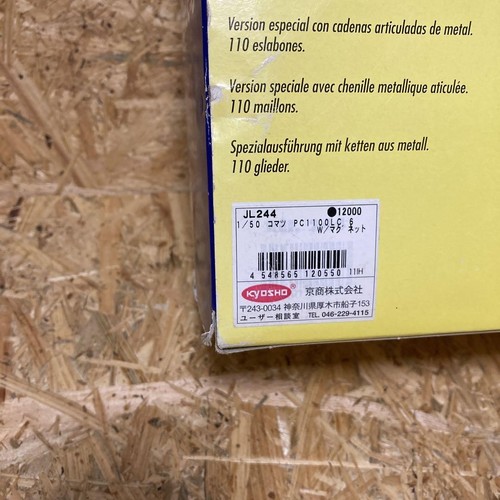 Version especial con cadenas articuladas de metal.
110 eslabones.
Version speciale avec chenille metallique aticulée.
110 maillons.
Spezialausführung mit ketten aus metall.
110 glieder.
JL244 ●12000
1/50 コマツ PC1100LC 6
W/マグネット
4 548565 120550 11H
KYOSHO 京商株式会社
〒243-0034 神奈川県厚木市船子153
ユーザー相談室 TEL. 046-229-4115